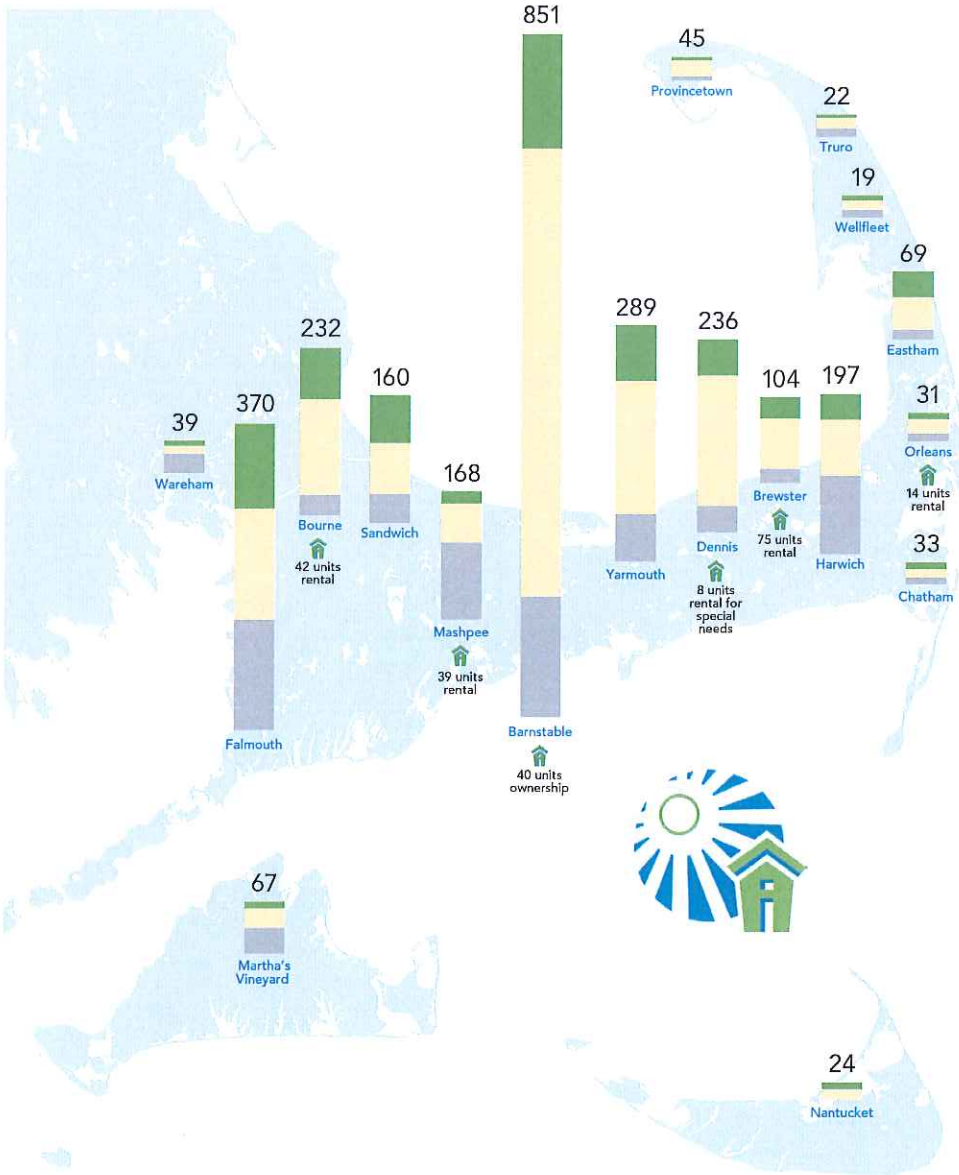 851
45
Provincetown
22
Truro
19
Wellfleet
69
Eastham
289
236
232
104
197
160
31
39
370
Orleans
14 units
rental
168
Wareham
Brewster
75 units
rental
Bourne
42 units
rental
Sandwich
Dennis
8 units
rental for
special
needs
Yarmouth
Harwich
33
Chatham
Mashpee
39 units
rental
Falmouth
Barnstable
40 units
ownership
67
Martha's
Vineyard
24
Nantucket